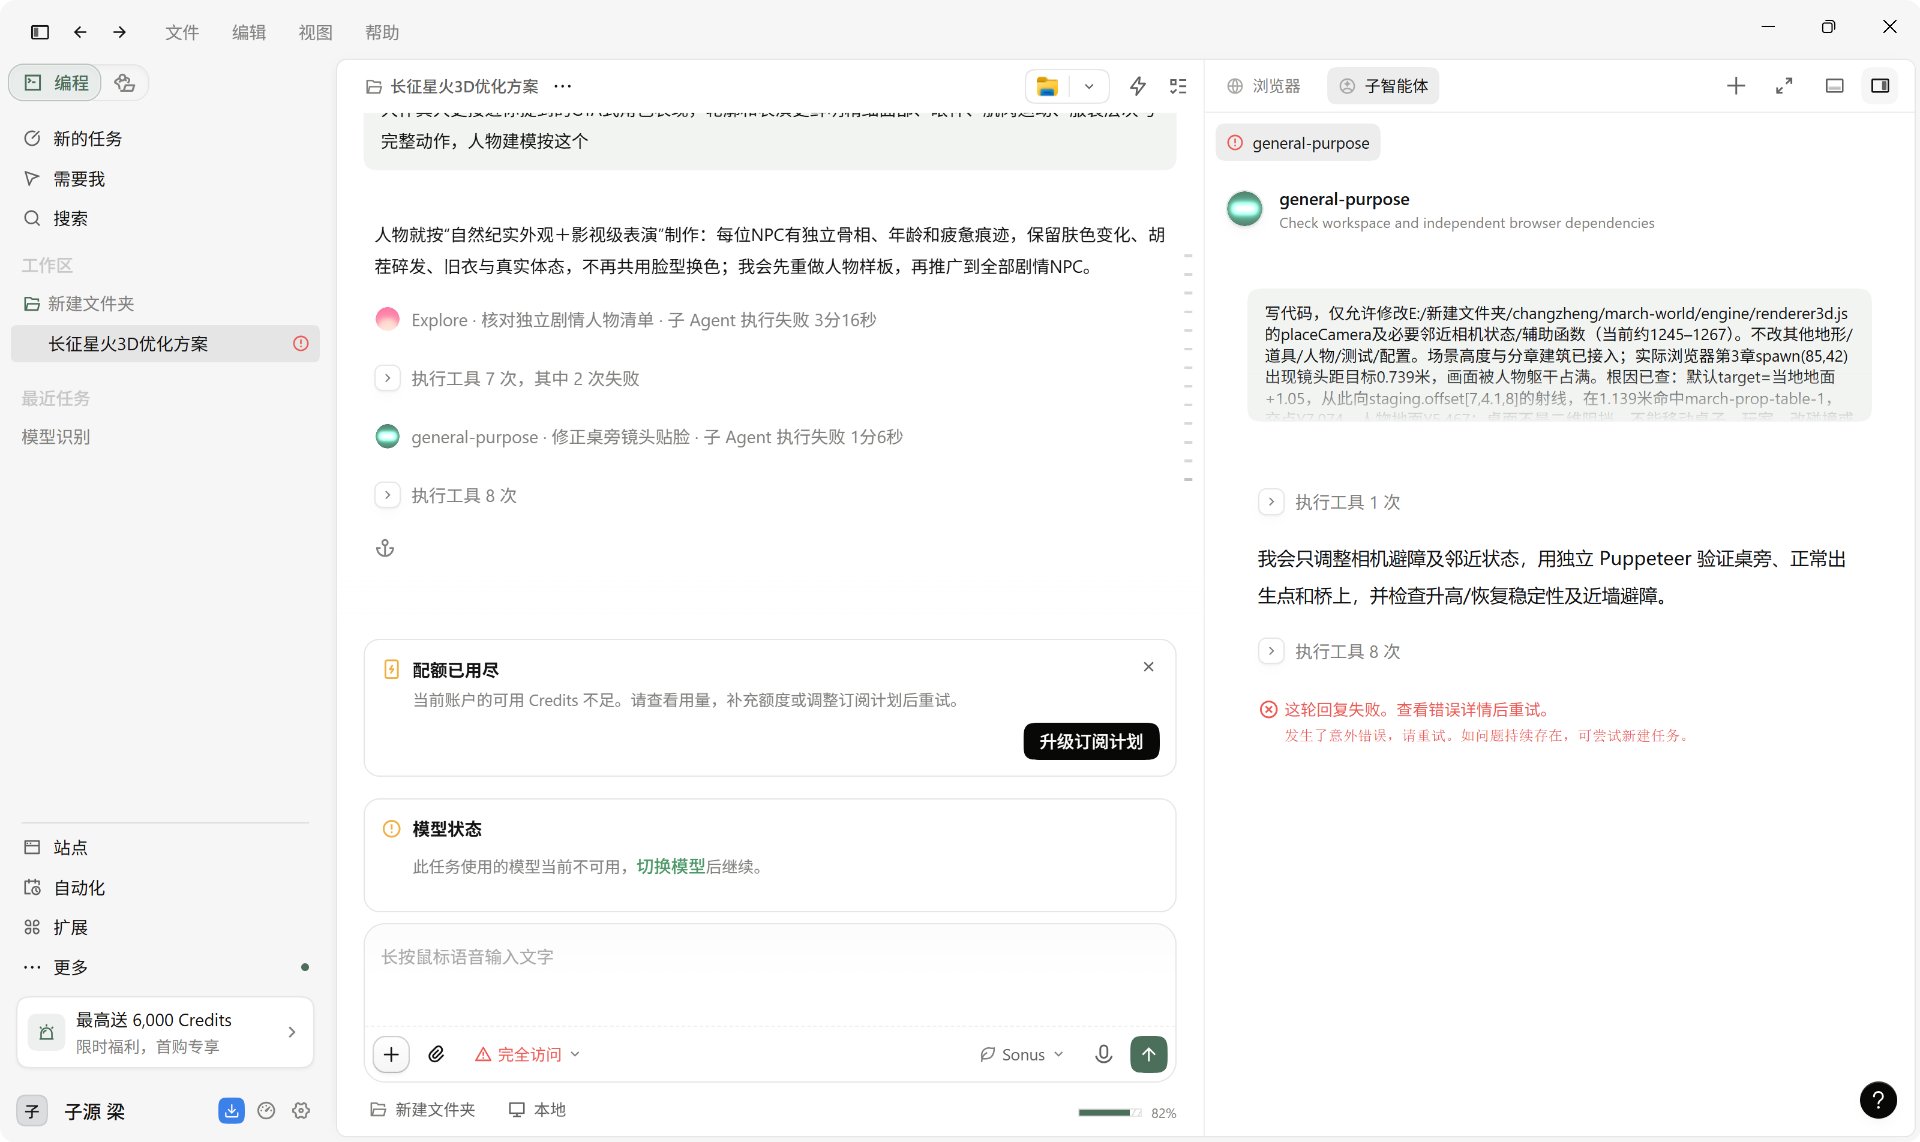 文件 编辑 视图 帮助
编程
新的任务
需要我
搜索
工作区
新建文件夹
长征星火3D优化方案
最近任务
模型识别
站点
自动化
扩展
更多
最高送 6,000 Credits
限时福利，首购专享
子 子源 梁
长征星火3D优化方案
完整动作，人物建模按这个
人物就按“自然纪实外观＋影视级表演”制作：每位NPC有独立骨相、年龄和疲惫痕迹，保留肤色变化、胡
茬碎发、旧衣与真实体态，不再共用脸型换色；我会先重做人物样板，再推广到全部剧情NPC。
Explore · 核对独立剧情人物清单 · 子 Agent 执行失败 3分16秒
执行工具 7 次，其中 2 次失败
general-purpose · 修正桌旁镜头贴脸 · 子 Agent 执行失败 1分6秒
执行工具 8 次
配额已用尽
当前账户的可用 Credits 不足。请查看用量，补充额度或调整订阅计划后重试。
升级订阅计划
模型状态
此任务使用的模型当前不可用，切换模型后继续。
长按鼠标语音输入文字
完全访问
Sonus
新建文件夹
本地
82%
浏览器
子智能体
general-purpose
general-purpose
Check workspace and independent browser dependencies
写代码，仅允许修改E:/新建文件夹/changzheng/march-world/engine/renderer3d.js
的placeCamera及必要邻近相机状态/辅助函数（当前约1245–1267）。不改其他地形/
道具/人物/测试/配置。场景高度与分章建筑已接入；实际浏览器第3章spawn(85,42)
出现镜头距目标0.739米，画面被人物躯干占满。根因已查：默认target=当地地面
+1.05，从此向staging.offset[7,4.1,8]的射线，在1.139米命中march-prop-table-1，
执行工具 1 次
我会只调整相机避障及邻近状态，用独立 Puppeteer 验证桌旁、正常出
生点和桥上，并检查升高/恢复稳定性及近墙避障。
执行工具 8 次
这轮回复失败。查看错误详情后重试。
发生了意外错误，请重试。如问题持续存在，可尝试新建任务。
?